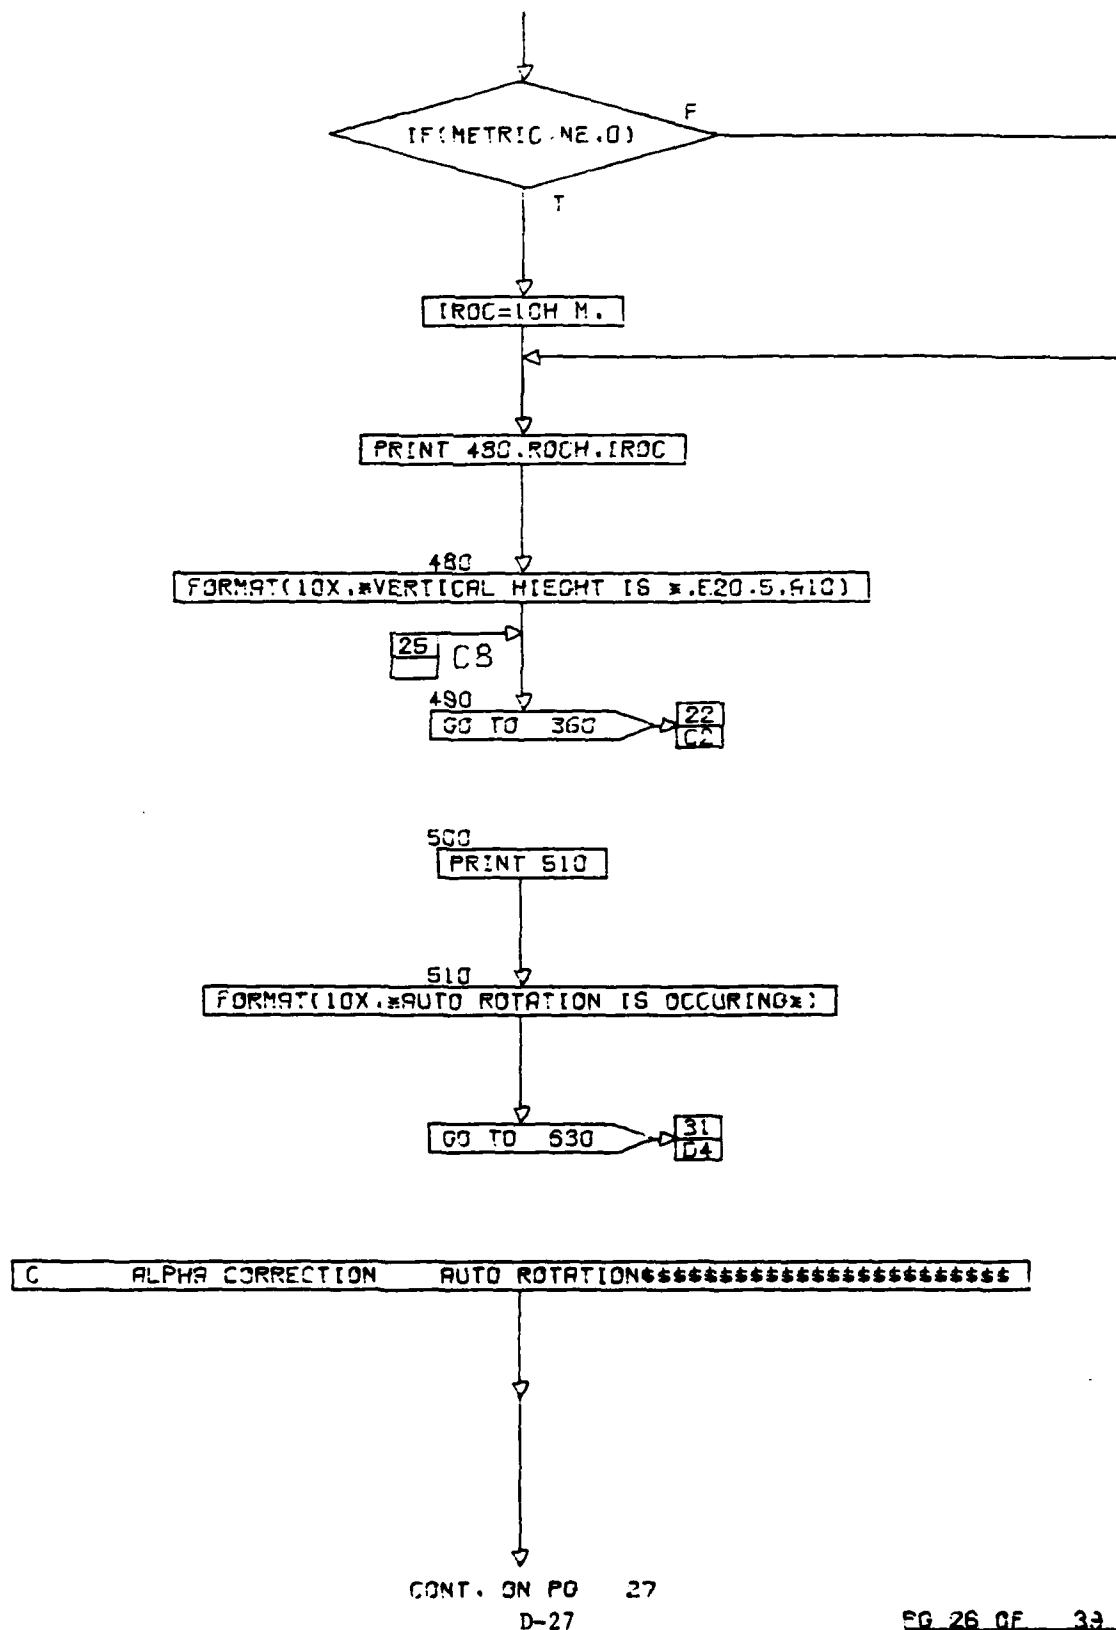 IF(METRIC.NE.0)
F
T
IROC=10H M.
PRINT 480,ROCH,IROC
480
FORMAT(10X,*VERTICAL HIEGHT IS *,E20.5,A10)
25
C8
490
GO TO 360
22
C2
500
PRINT 510
510
FORMAT(10X,*AUTO ROTATION IS OCCURING*)
GO TO 630
31
D4
C ALPHA CORRECTION AUTO ROTATION$$$$$$$$$$$$$$$$$$$$$$$$
CONT. ON PG 27
D-27
PG 26 OF